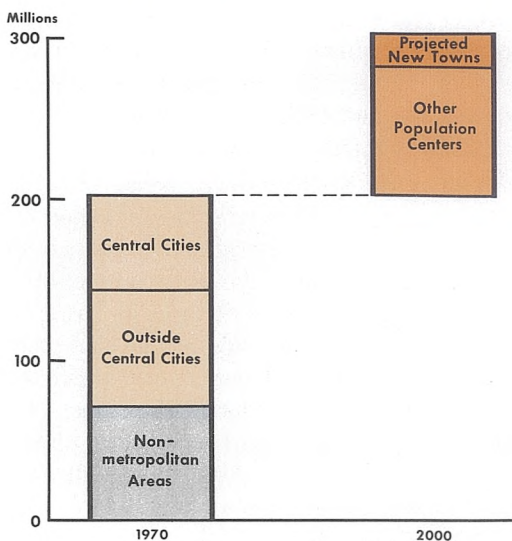 Millions
300
Projected
New Towns
Other
Population
Centers
200
Central Cities
Outside
Central Cities
100
Non-
metropolitan
Areas
0
1970
2000